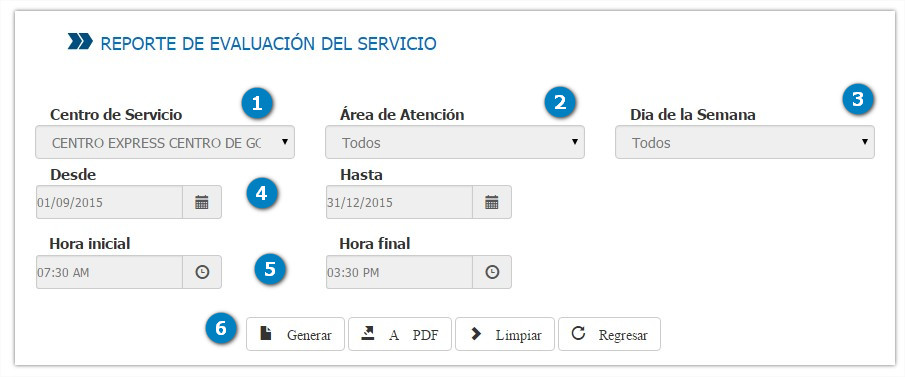 REPORTE DE EVALUACIÓN DEL SERVICIO
1 2 3
Centro de Servicio Área de Atención Dia de la Semana
CENTRO EXPRESS CENTRO DE GO Todos Todos
Desde 4 Hasta
01/09/2015 31/12/2015
Hora inicial Hora final
07:30 AM 5 03:30 PM
6 Generar A PDF Limpiar Regresar